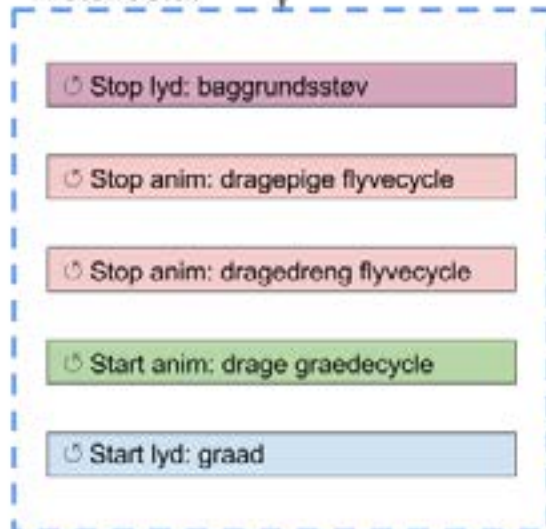 Stop lyd: baggrundsstøv
Stop anim: dragepige flyvecycle
Stop anim: dragedreng flyvecycle
Start anim: drage graedecycle
Start lyd: graad